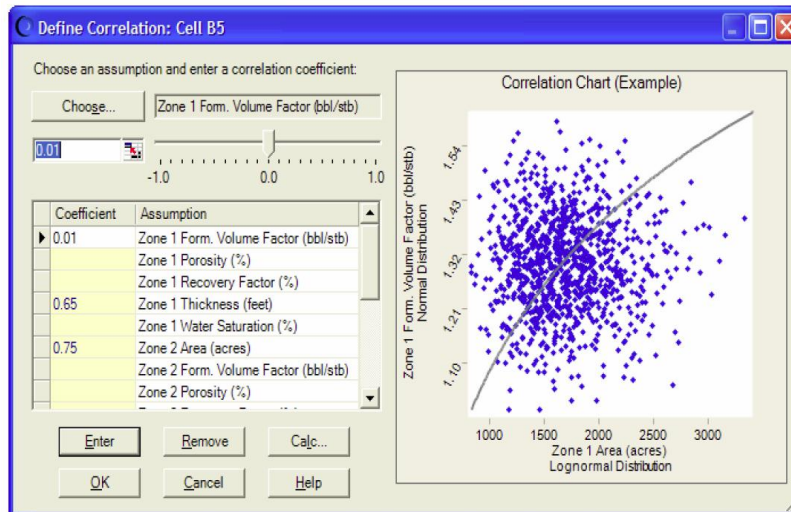 Define Correlation: Cell B5
Choose an assumption and enter a correlation coefficient:
Choose...
Zone 1 Form. Volume Factor (bbl/stb)
0.01
-1.0 0.0 1.0
Coefficient Assumption
0.01 Zone 1 Form. Volume Factor (bbl/stb)
Zone 1 Porosity (%)
Zone 1 Recovery Factor (%)
0.65 Zone 1 Thickness (feet)
Zone 1 Water Saturation (%)
0.75 Zone 2 Area (acres)
Zone 2 Form. Volume Factor (bbl/stb)
Zone 2 Porosity (%)
Enter Remove Calc...
OK Cancel Help
Correlation Chart (Example)
Zone 1 Form. Volume Factor (bbl/stb)
Normal Distribution
1.54
1.43
1.32
1.21
1.10
1000 1500 2000 2500 3000
Zone 1 Area (acres)
Lognormal Distribution